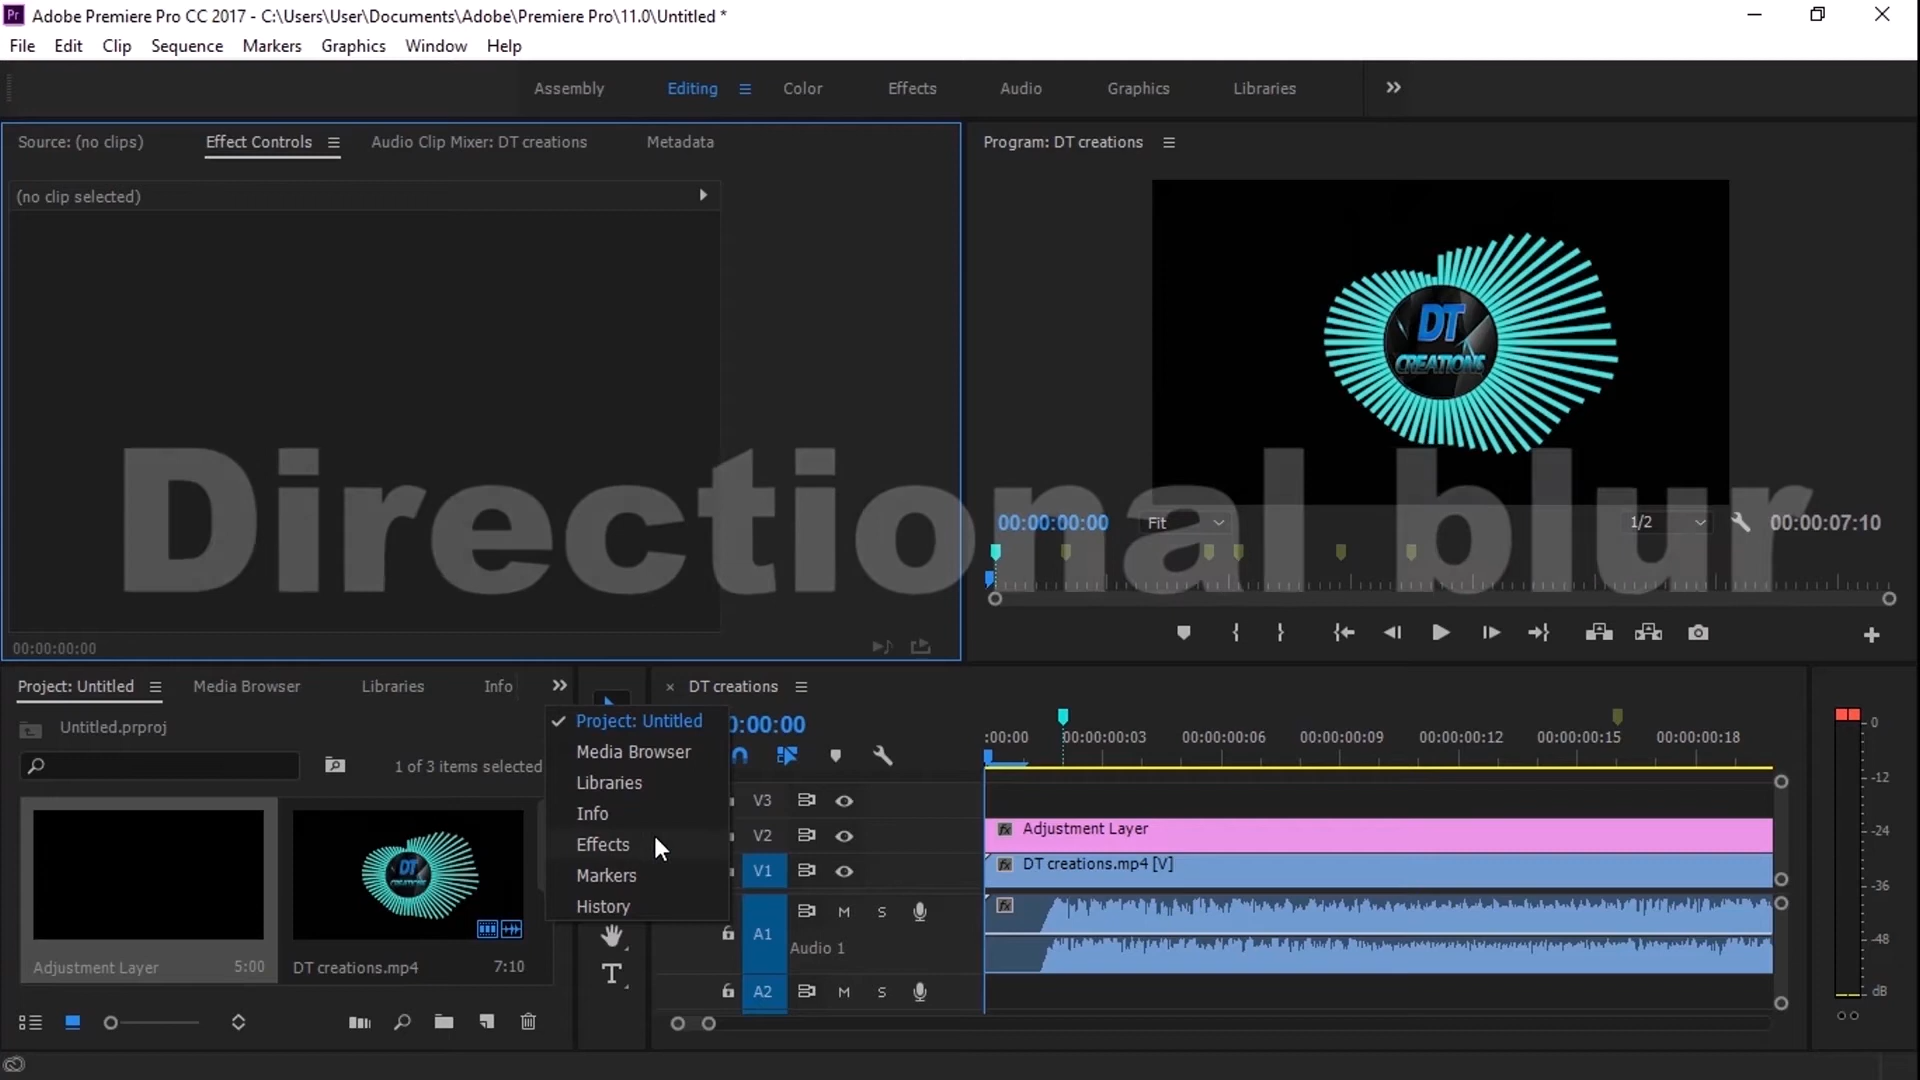 Adobe Premiere Pro CC 2017 - C:\Users\User\Documents\Adobe\Premiere Pro\11.0\Untitled *
File Edit Clip Sequence Markers Graphics Window Help
Assembly Editing Color Effects Audio Graphics Libraries
Source: (no clips) Effect Controls Audio Clip Mixer: DT creations Metadata
Program: DT creations
(no clip selected)
DT
CREATIONS
Directional blur
00:00:00:00 Fit 1/2 00:00:07:10
00:00:00:00
Project: Untitled Media Browser Libraries Info
DT creations
Untitled.prproj
1 of 3 items selected
Project: Untitled
Media Browser
Libraries
Info
Effects
Markers
History
0:00:00
:00:00 00:00:00:03 00:00:00:06 00:00:00:09 00:00:00:12 00:00:00:15 00:00:00:18
V3
V2 Adjustment Layer
V1 DT creations.mp4 [V]
A1 M S
Audio 1
A2 M S
DT
CREATIONS
Adjustment Layer 5:00 DT creations.mp4 7:10
T
0
-12
-24
-36
-48
dB